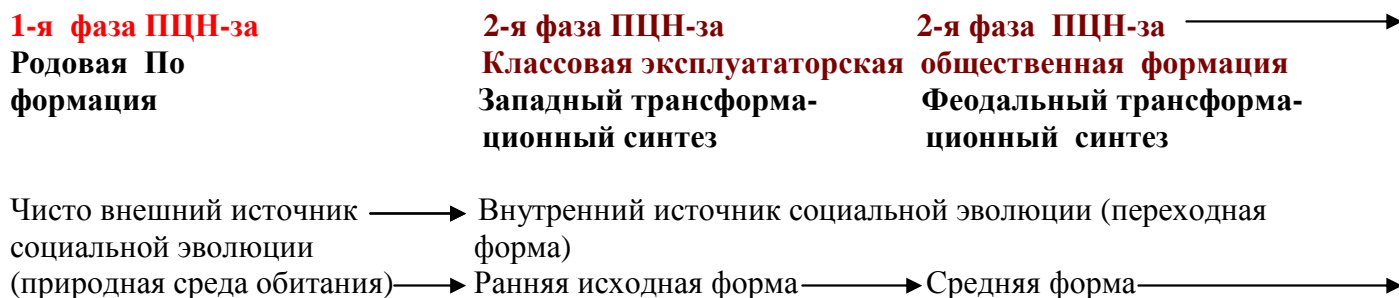 1-я фаза ПЦН-за 2-я фаза ПЦН-за 2-я фаза ПЦН-за
Родовая По Классовая эксплуататорская общественная формация
формация Западный трансформа- Феодальный трансформа-
ционный синтез ционный синтез
Чисто внешний источник Внутренний источник социальной эволюции (переходная
социальной эволюции форма)
(природная среда обитания) Ранняя исходная форма Средняя форма